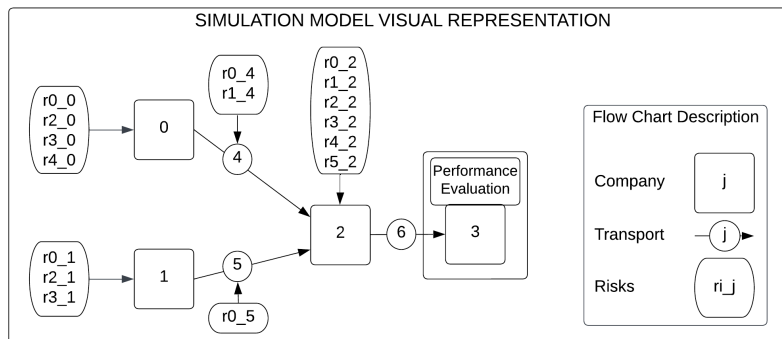 SIMULATION MODEL VISUAL REPRESENTATION
r0_0
r2_0
r3_0
r4_0
0
r0_4
r1_4
4
r0_2
r1_2
r2_2
r3_2
r4_2
r5_2
2
6
Performance
Evaluation
3
r0_1
r2_1
r3_1
1
5
r0_5
Flow Chart Description
Company
j
Transport
j
Risks
ri_j